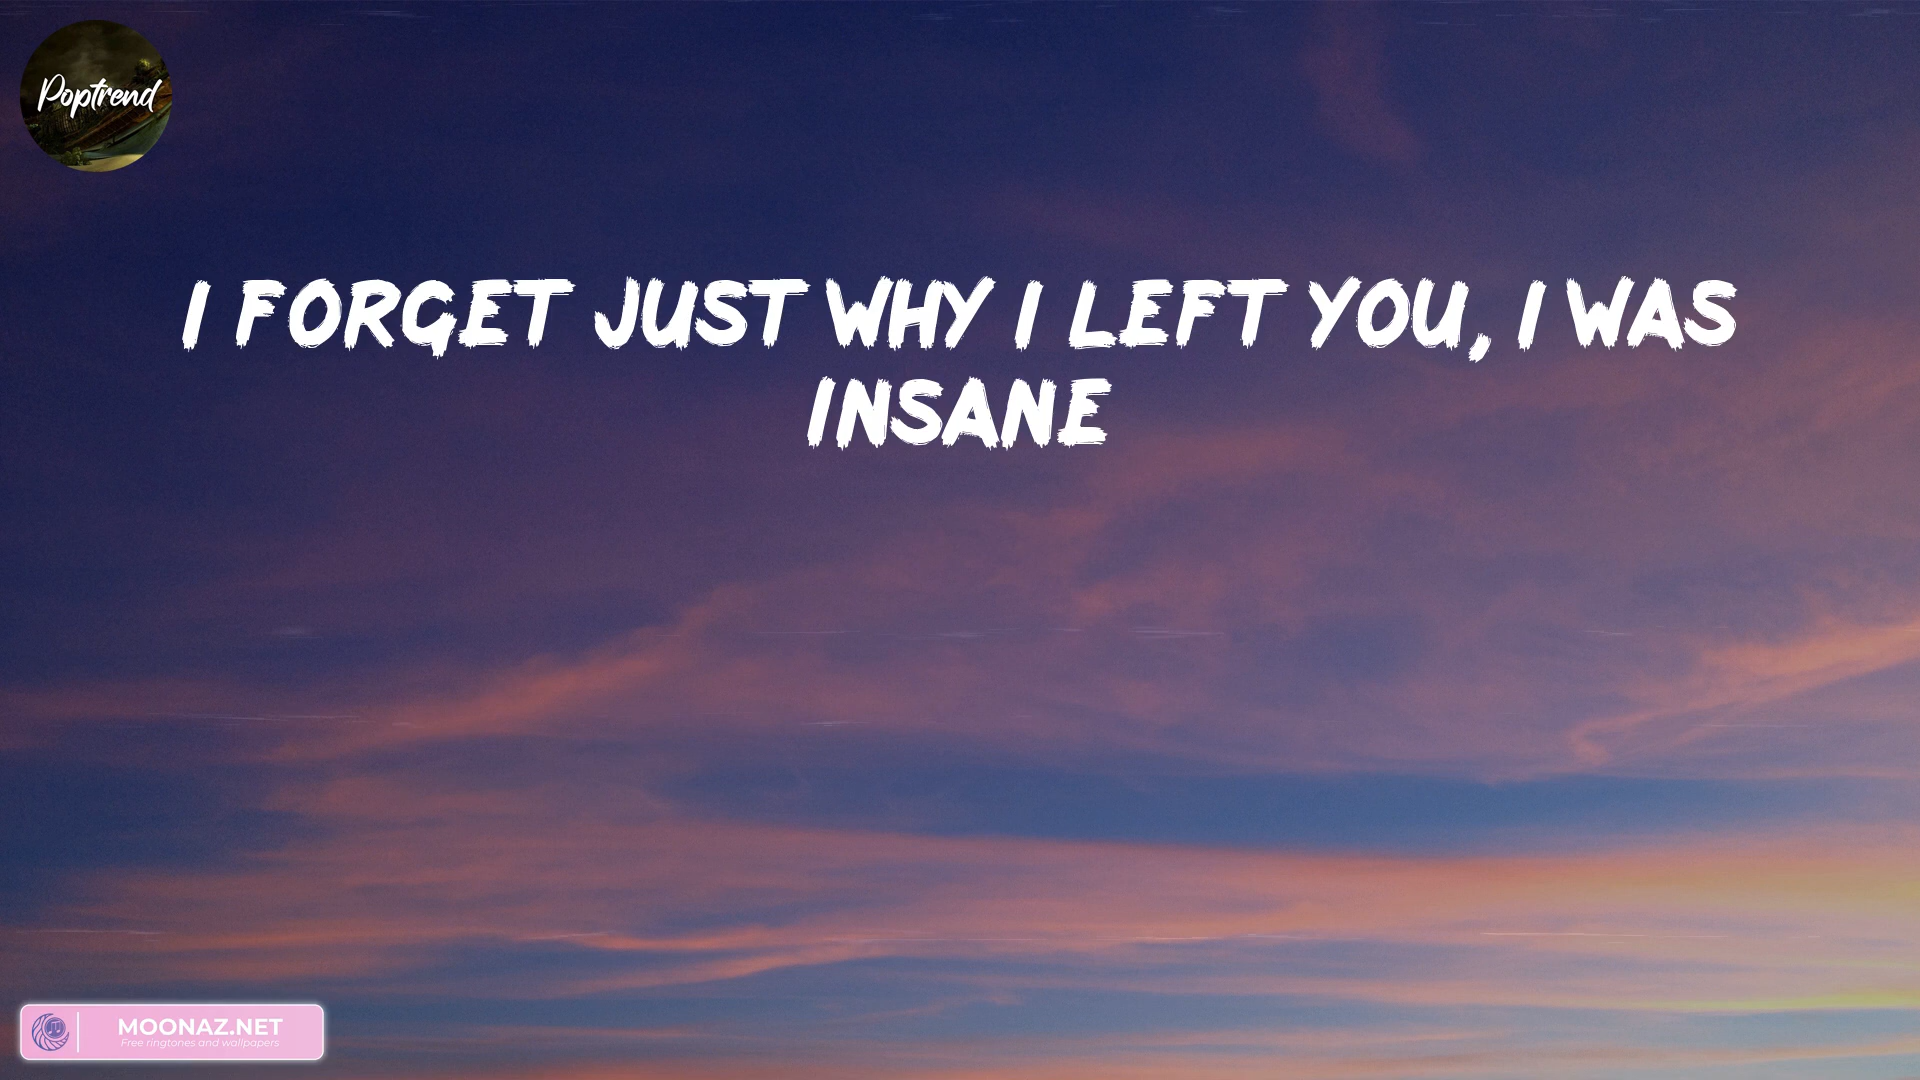 Poptrend
I FORGET JUST WHY I LEFT YOU, I WAS
INSANE
MOONAZ.NET
Free ringtones and wallpapers